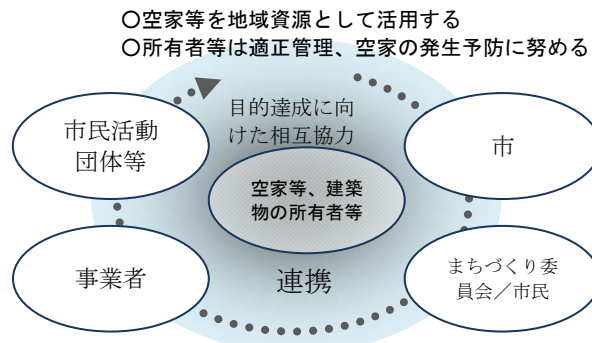 〇空家等を地域資源として活用する
〇所有者等は適正管理、空家の発生予防に努める
目的達成に向
けた相互協力
市民活動
団体等
市
空家等、建築
物の所有者等
事業者
連携
まちづくり委
員会／市民